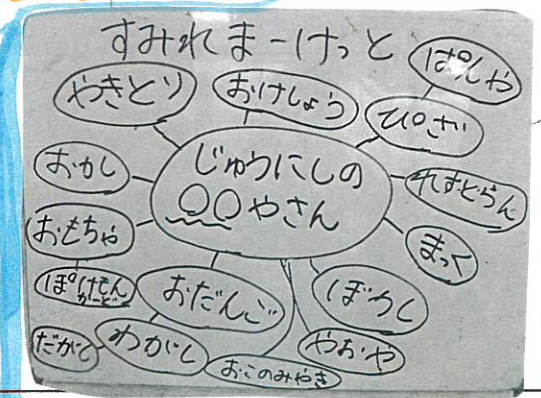 すみれまーけっと
ぱんや
やきとり
おけしょう
ぴざ
おかし
じゅうにしの
〇〇やさん
れすとらん
おもちゃ
まっく
ぽけもん
かーど
おだんご
ぼうし
だがし
わがし
おこのみやき
やおや